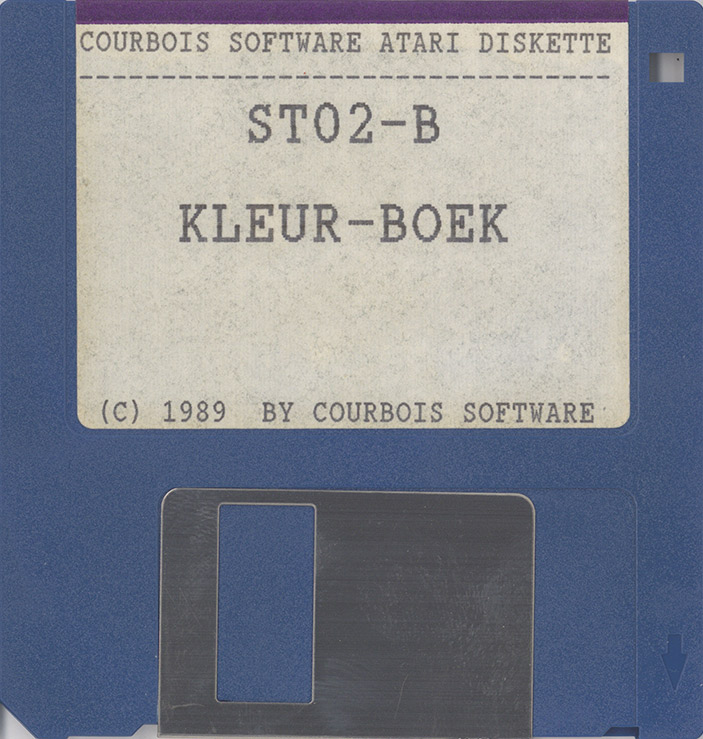 COURBOIS SOFTWARE ATARI DISKETTE
----------------------------------------
ST02-B
KLEUR-BOEK
(C) 1989 BY COURBOIS SOFTWARE